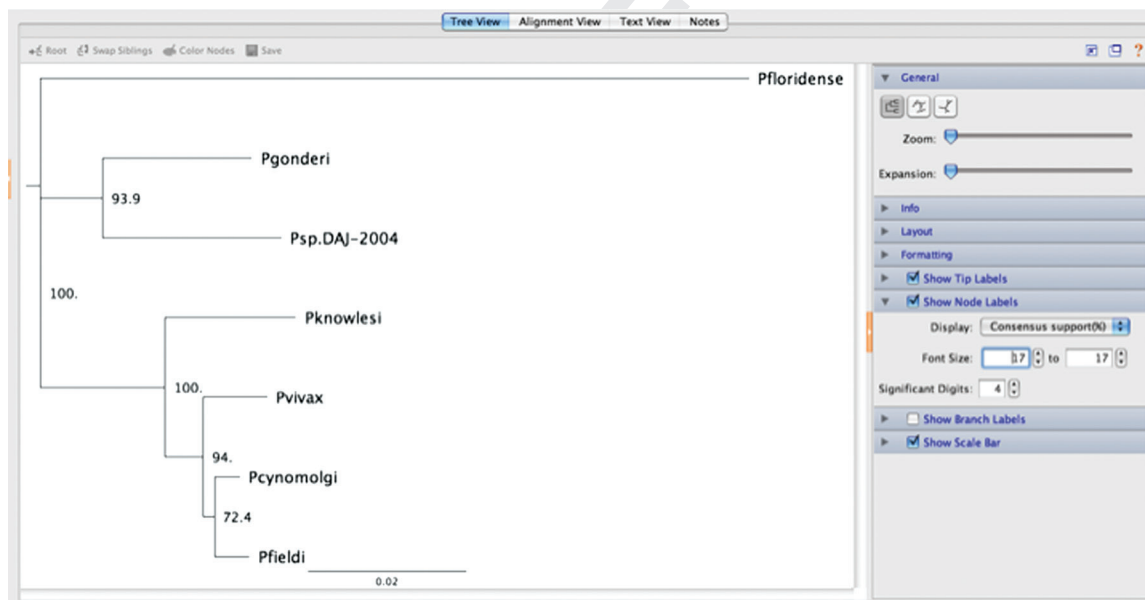 Tree View Alignment View Text View Notes
Root Swap Siblings Color Nodes Save ?
Pfloridense
Pgonderi
93.9
Psp.DAJ-2004
100.
Pknowlesi
100.
Pvivax
94.
Pcynomolgi
72.4
Pfieldi
0.02
General
Zoom:
Expansion:
Info
Layout
Formatting
Show Tip Labels
Show Node Labels
Display: Consensus support(%)
Font Size: 17 to 17
Significant Digits: 4
Show Branch Labels
Show Scale Bar